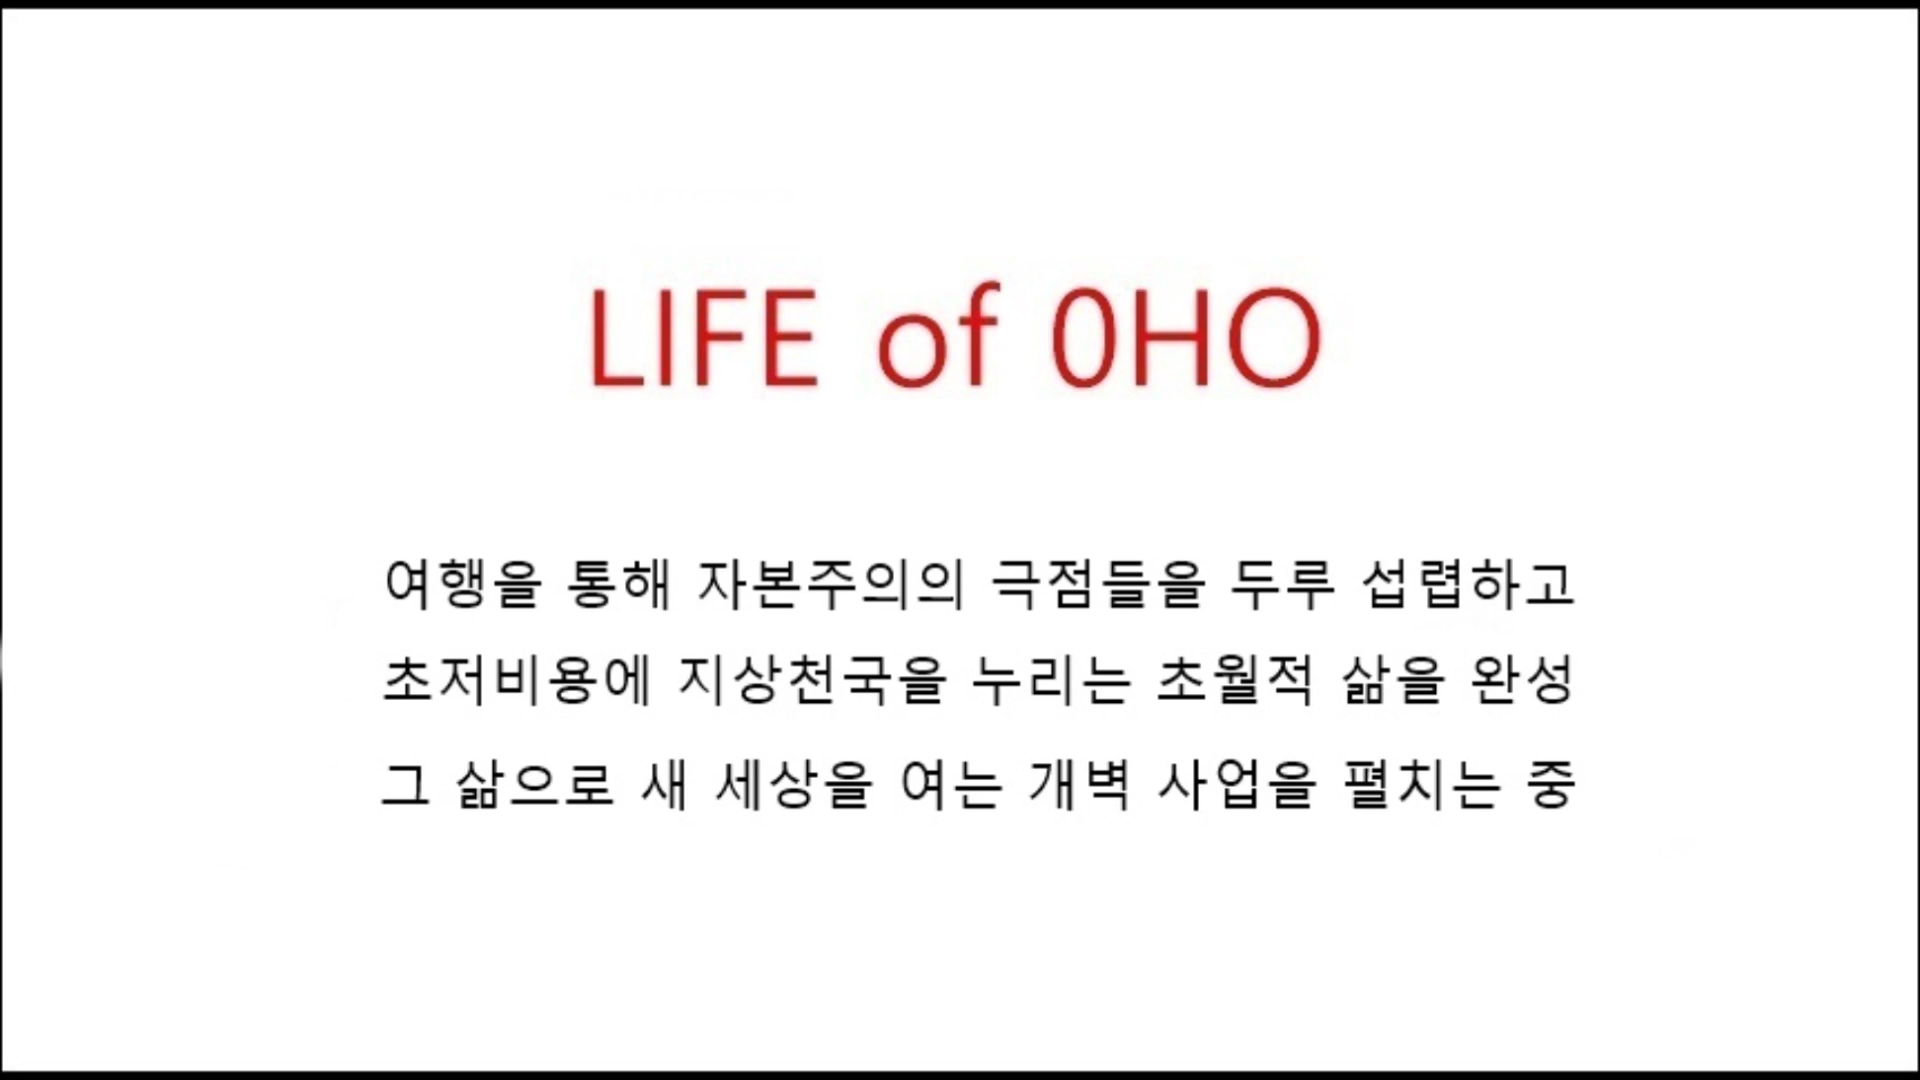 LIFE of 0HO
여행을 통해 자본주의의 극점들을 두루 섭렵하고
초저비용에 지상천국을 누리는 초월적 삶을 완성
그 삶으로 새 세상을 여는 개벽 사업을 펼치는 중